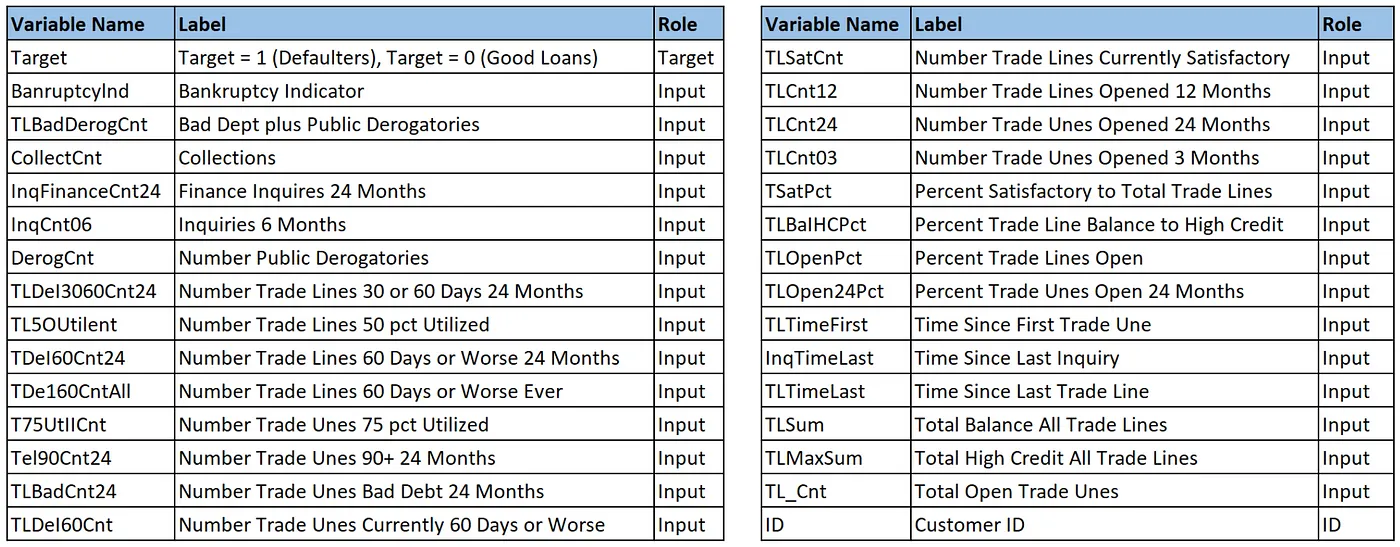 Variable Name Label Role
Target Target = 1 (Defaulters), Target = 0 (Good Loans) Target
BanruptcyInd Bankruptcy Indicator Input
TLBadDerogCnt Bad Dept plus Public Derogatories Input
CollectCnt Collections Input
InqFinanceCnt24 Finance Inquires 24 Months Input
InqCnt06 Inquiries 6 Months Input
DerogCnt Number Public Derogatories Input
TLDeI3060Cnt24 Number Trade Lines 30 or 60 Days 24 Months Input
TL5OUtilent Number Trade Lines 50 pct Utilized Input
TDeI60Cnt24 Number Trade Lines 60 Days or Worse 24 Months Input
TDe160CntAll Number Trade Lines 60 Days or Worse Ever Input
T75UtIICnt Number Trade Unes 75 pct Utilized Input
Tel90Cnt24 Number Trade Unes 90+ 24 Months Input
TLBadCnt24 Number Trade Unes Bad Debt 24 Months Input
TLDeI60Cnt Number Trade Unes Currently 60 Days or Worse Input
Variable Name Label Role
TLSatCnt Number Trade Lines Currently Satisfactory Input
TLCnt12 Number Trade Lines Opened 12 Months Input
TLCnt24 Number Trade Unes Opened 24 Months Input
TLCnt03 Number Trade Unes Opened 3 Months Input
TSatPct Percent Satisfactory to Total Trade Lines Input
TLBaIHCPct Percent Trade Line Balance to High Credit Input
TLOpenPct Percent Trade Lines Open Input
TLOpen24Pct Percent Trade Unes Open 24 Months Input
TLTimeFirst Time Since First Trade Une Input
InqTimeLast Time Since Last Inquiry Input
TLTimeLast Time Since Last Trade Line Input
TLSum Total Balance All Trade Lines Input
TLMaxSum Total High Credit All Trade Lines Input
TL_Cnt Total Open Trade Unes Input
ID Customer ID ID